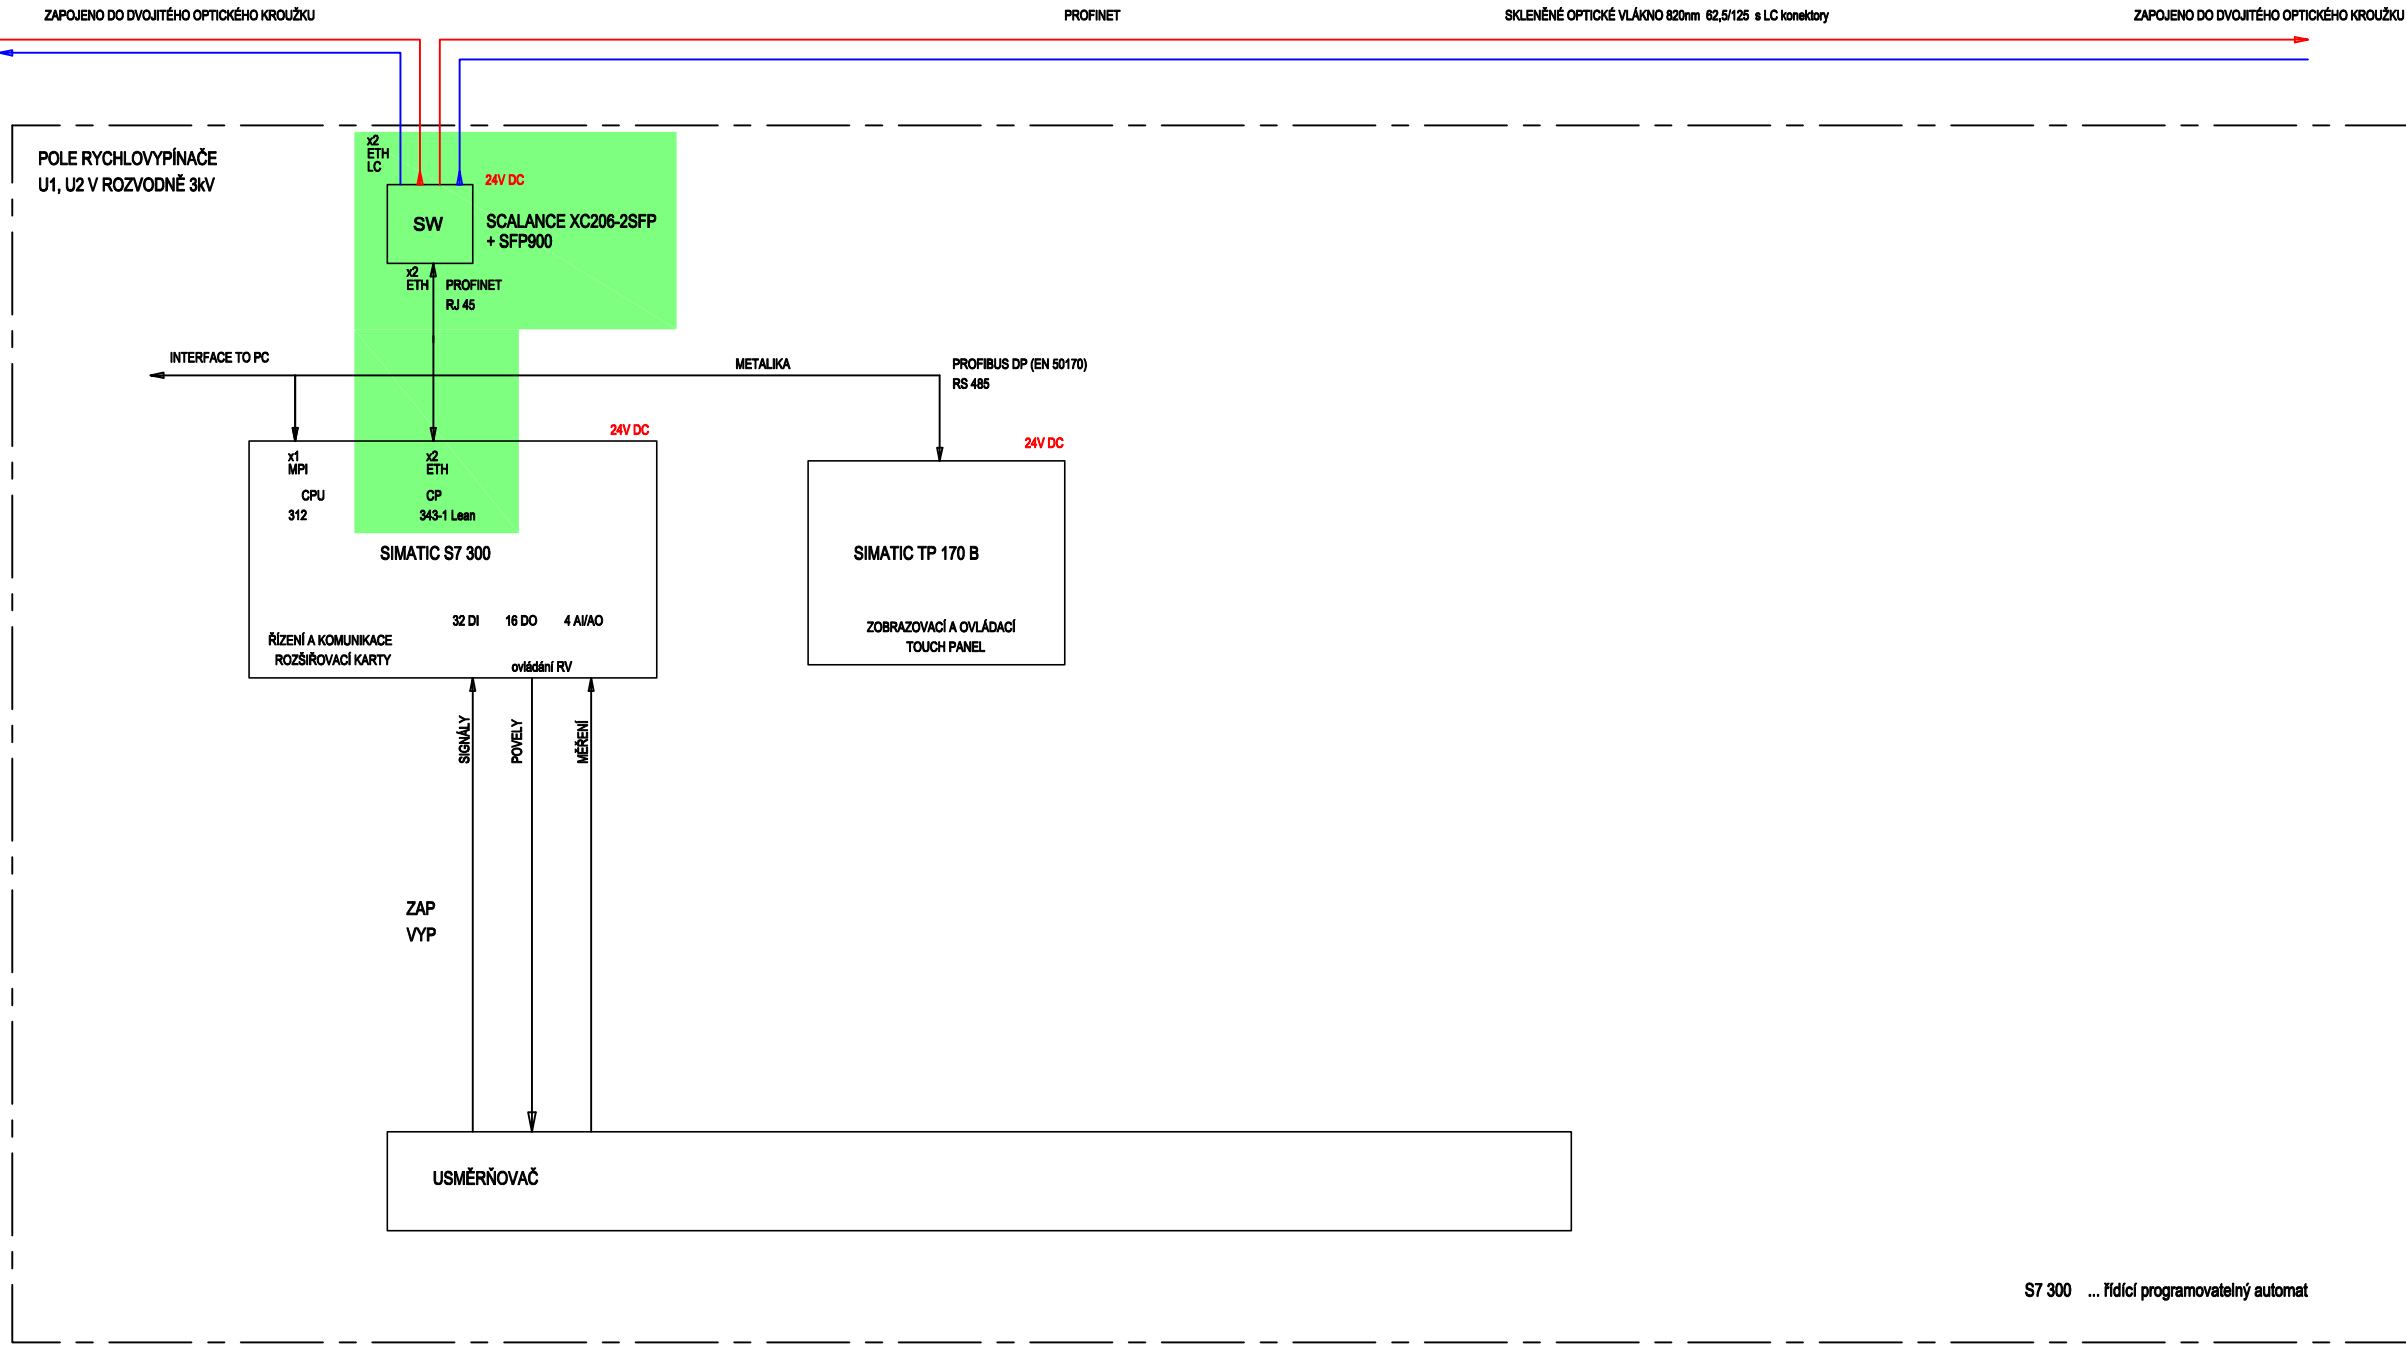 ZAPOJENO DO DVOJITÉHO OPTICKÉHO KROUŽKU
PROFINET
SKLENĚNÉ OPTICKÉ VLÁKNO 820nm 62,5/125 s LC konektory
ZAPOJENO DO DVOJITÉHO OPTICKÉHO KROUŽKU
POLE RYCHLOVYPÍNAČE
U1, U2 V ROZVODNĚ 3kV
x2
ETH
LC
24V DC
SW
SCALANCE XC206-2SFP
+ SFP900
x2
ETH
PROFINET
RJ 45
INTERFACE TO PC
METALIKA
PROFIBUS DP (EN 50170)
RS 485
24V DC
24V DC
x1
MPI
CPU
312
x2
ETH
CP
343-1 Lean
SIMATIC S7 300
32 DI
16 DO
4 AI/AO
ŘÍZENÍ A KOMUNIKACE
ROZŠIŘOVACÍ KARTY
ovládání RV
SIMATIC TP 170 B
ZOBRAZOVACÍ A OVLÁDACÍ
TOUCH PANEL
SIGNÁLY
POVELY
MĚŘENÍ
ZAP
VYP
USMĚRŇOVAČ
S7 300 ... řídící programovatelný automat